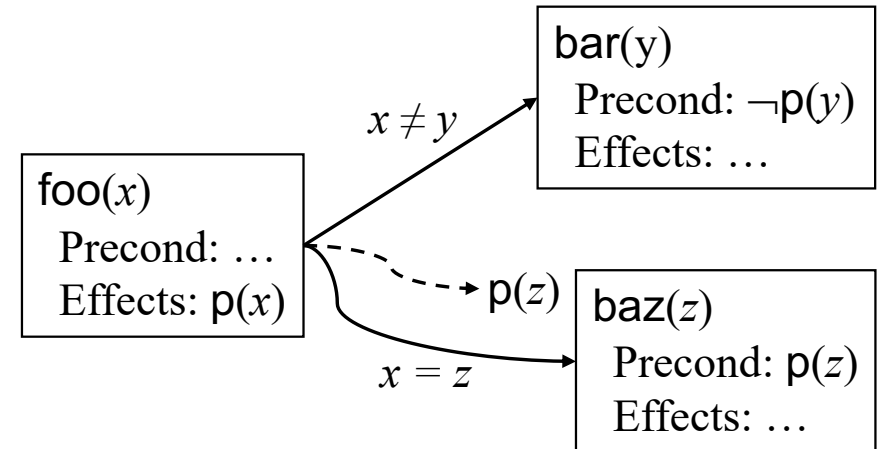 bar(y)
Precond: ¬p(y)
Effects: …
x ≠ y
foo(x)
Precond: …
Effects: p(x)
p(z)
baz(z)
Precond: p(z)
Effects: …
x = z